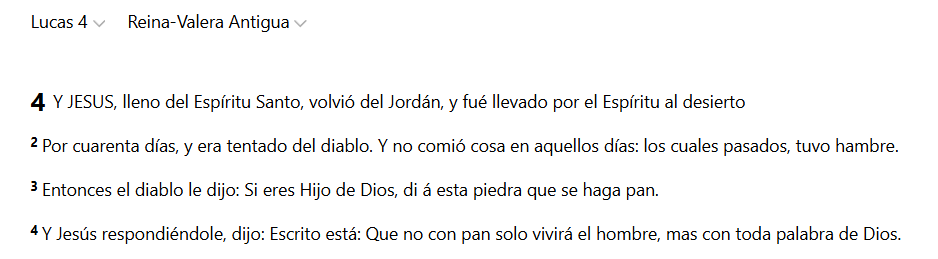 Lucas 4 Reina-Valera Antigua
4 Y JESUS, lleno del Espíritu Santo, volvió del Jordán, y fué llevado por el Espíritu al desierto
2 Por cuarenta días, y era tentado del diablo. Y no comió cosa en aquellos días: los cuales pasados, tuvo hambre.
3 Entonces el diablo le dijo: Si eres Hijo de Dios, di á esta piedra que se haga pan.
4 Y Jesús respondiéndole, dijo: Escrito está: Que no con pan solo vivirá el hombre, mas con toda palabra de Dios.